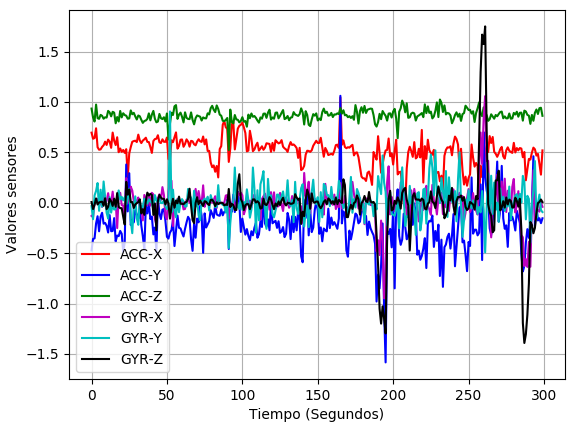 Valores sensores
1.5
1.0
0.5
0.0
−0.5
−1.0
−1.5
ACC-X
ACC-Y
ACC-Z
GYR-X
GYR-Y
GYR-Z
0 50 100 150 200 250 300
Tiempo (Segundos)